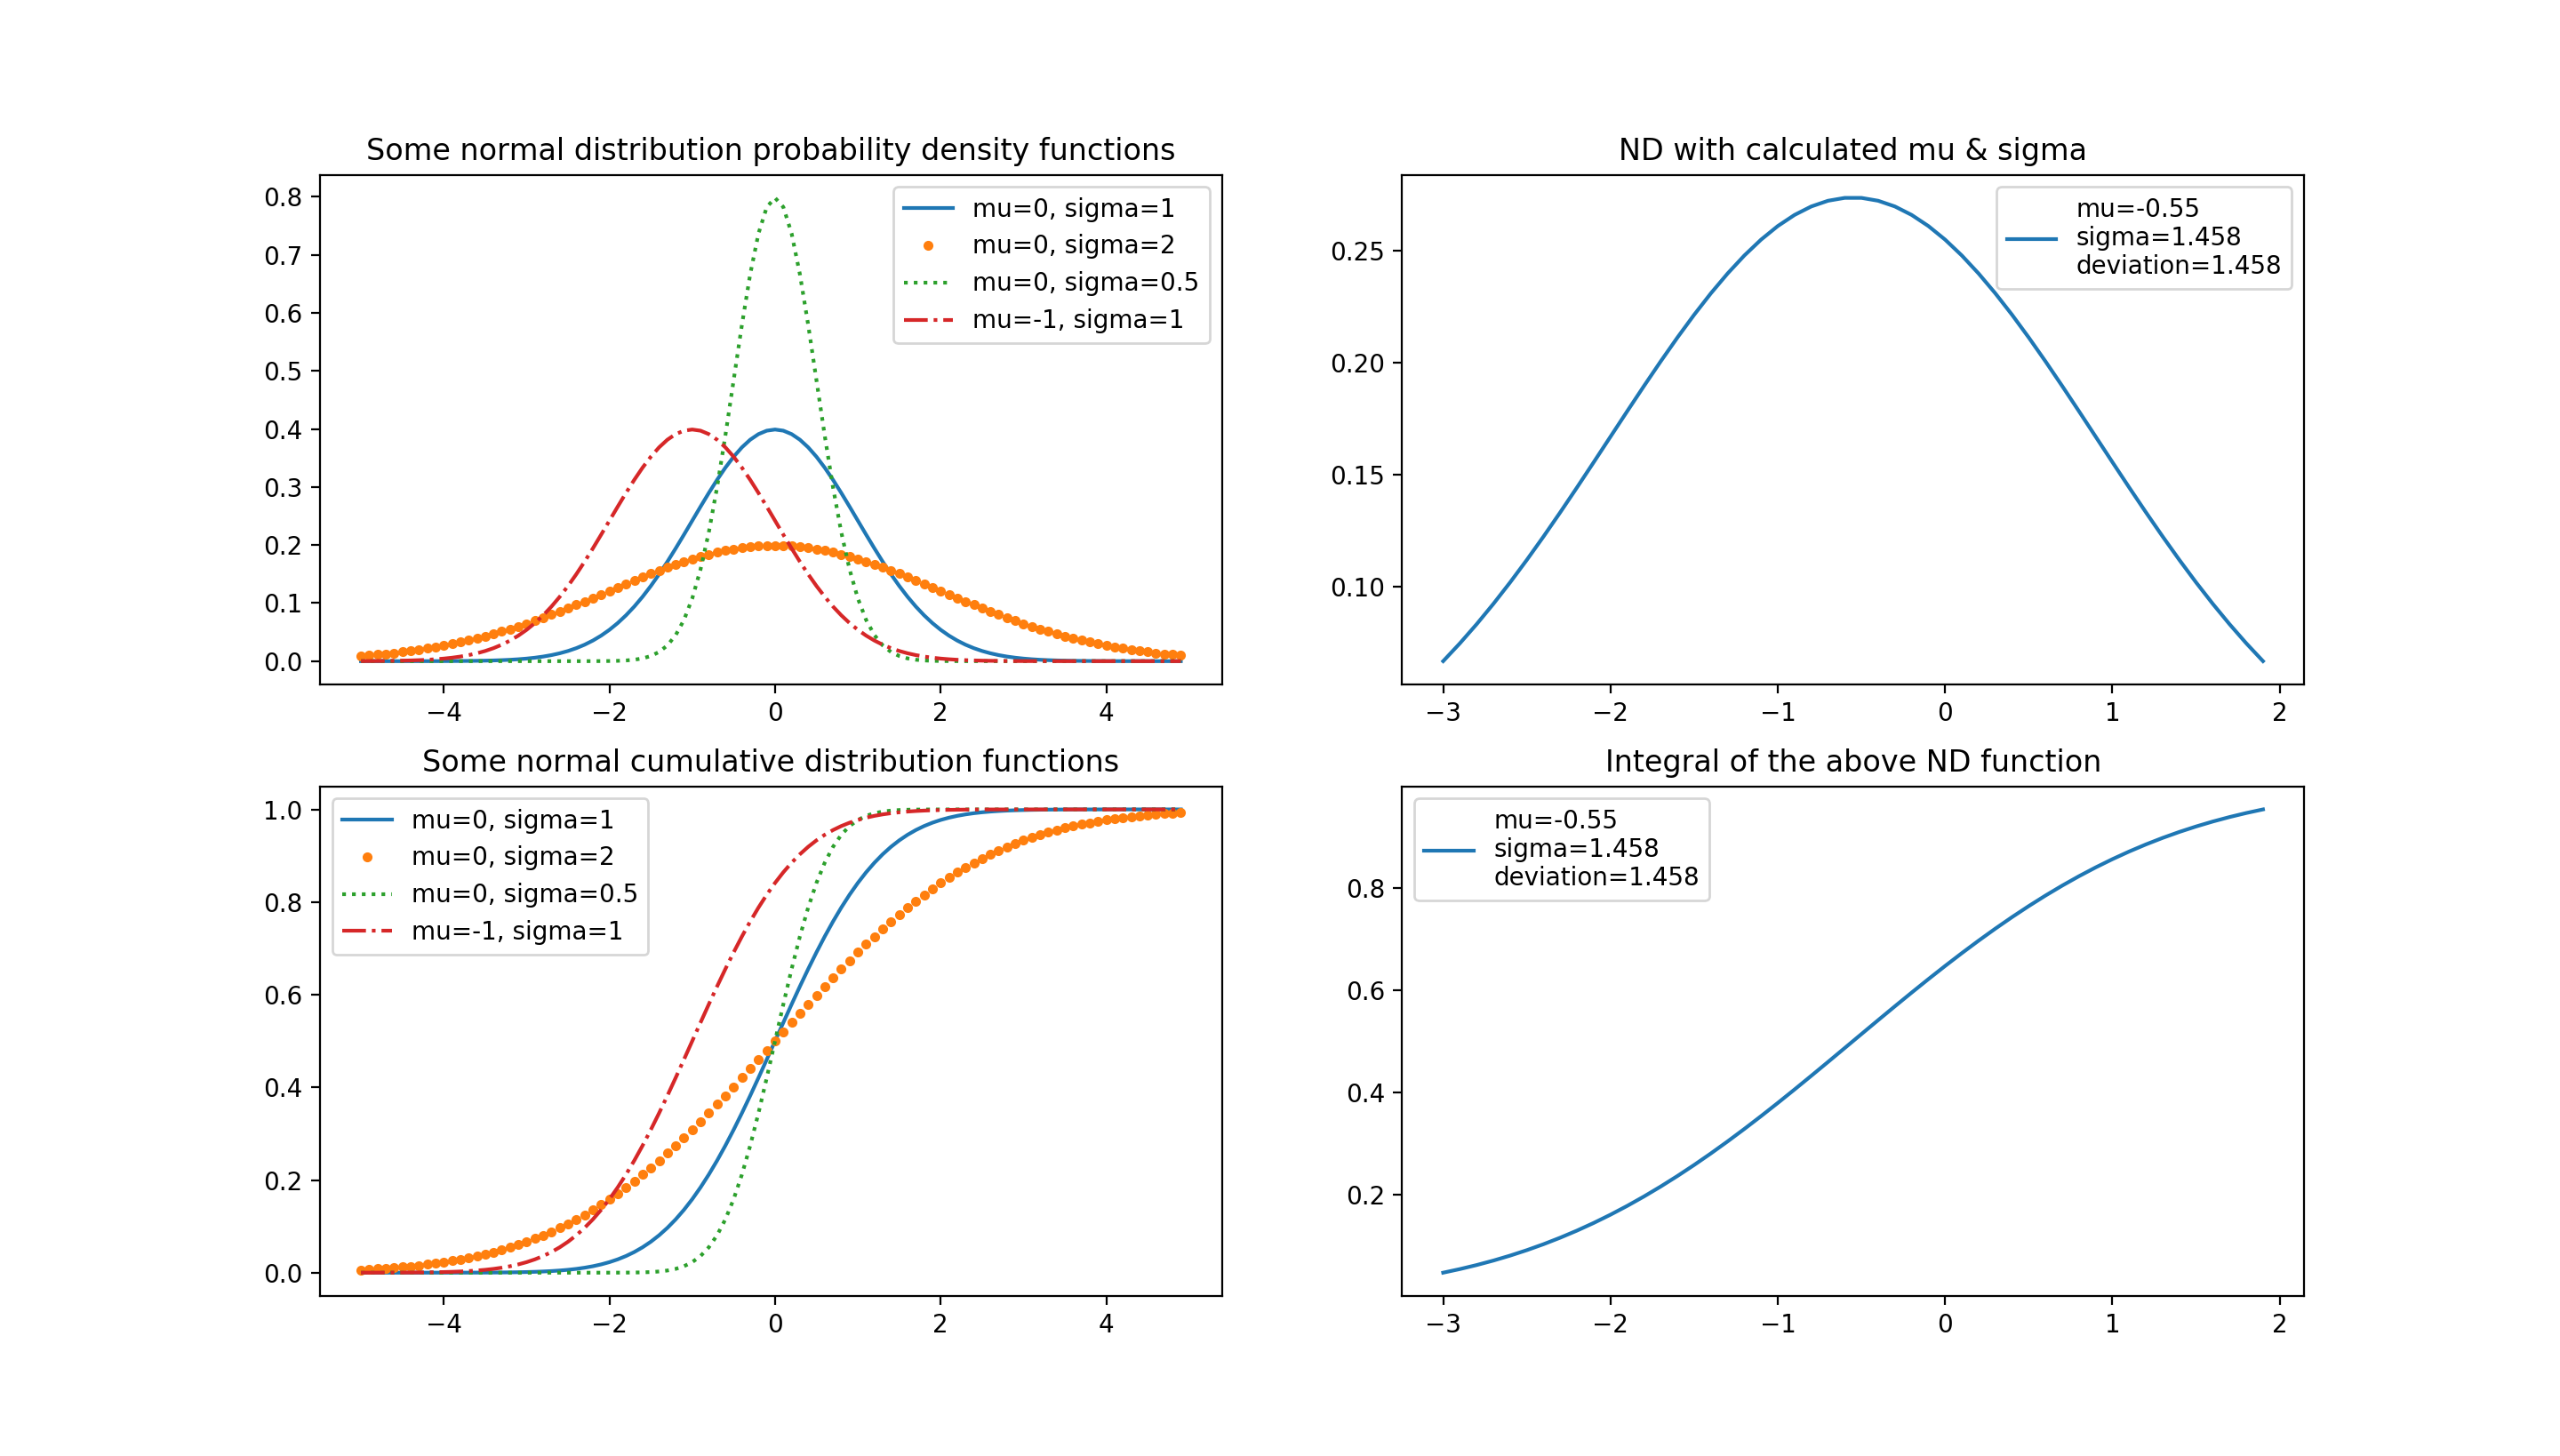 Some normal distribution probability density functions
0.8
0.7
0.6
0.5
0.4
0.3
0.2
0.1
0.0
−4
−2
0
2
4
mu=0, sigma=1
mu=0, sigma=2
mu=0, sigma=0.5
mu=-1, sigma=1
ND with calculated mu & sigma
0.25
0.20
0.15
0.10
−3
−2
−1
0
1
2
mu=-0.55
sigma=1.458
deviation=1.458
Some normal cumulative distribution functions
1.0
0.8
0.6
0.4
0.2
0.0
−4
−2
0
2
4
mu=0, sigma=1
mu=0, sigma=2
mu=0, sigma=0.5
mu=-1, sigma=1
Integral of the above ND function
0.8
0.6
0.4
0.2
−3
−2
−1
0
1
2
mu=-0.55
sigma=1.458
deviation=1.458